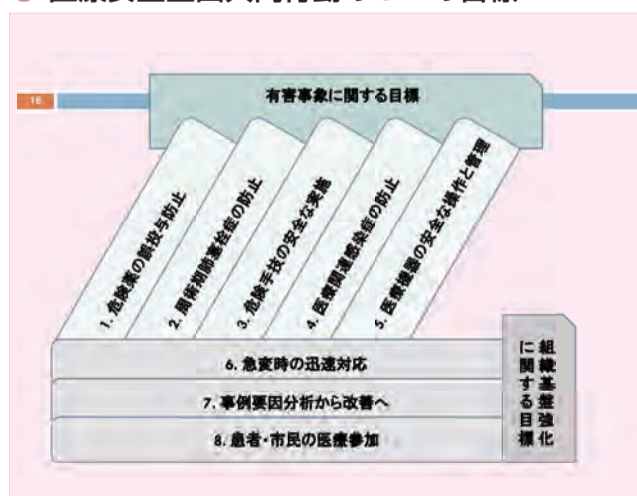 16
有害事象に関する目標
1. 危険薬の誤投与防止
2. 周術期肺塞栓症の防止
3. 危険手技の安全な実施
4. 医療関連感染症の防止
5. 医療機器の安全な操作と管理
6. 急変時の迅速対応
7. 事例要因分析から改善へ
8. 患者・市民の医療参加
組織基盤強化
に関する目標